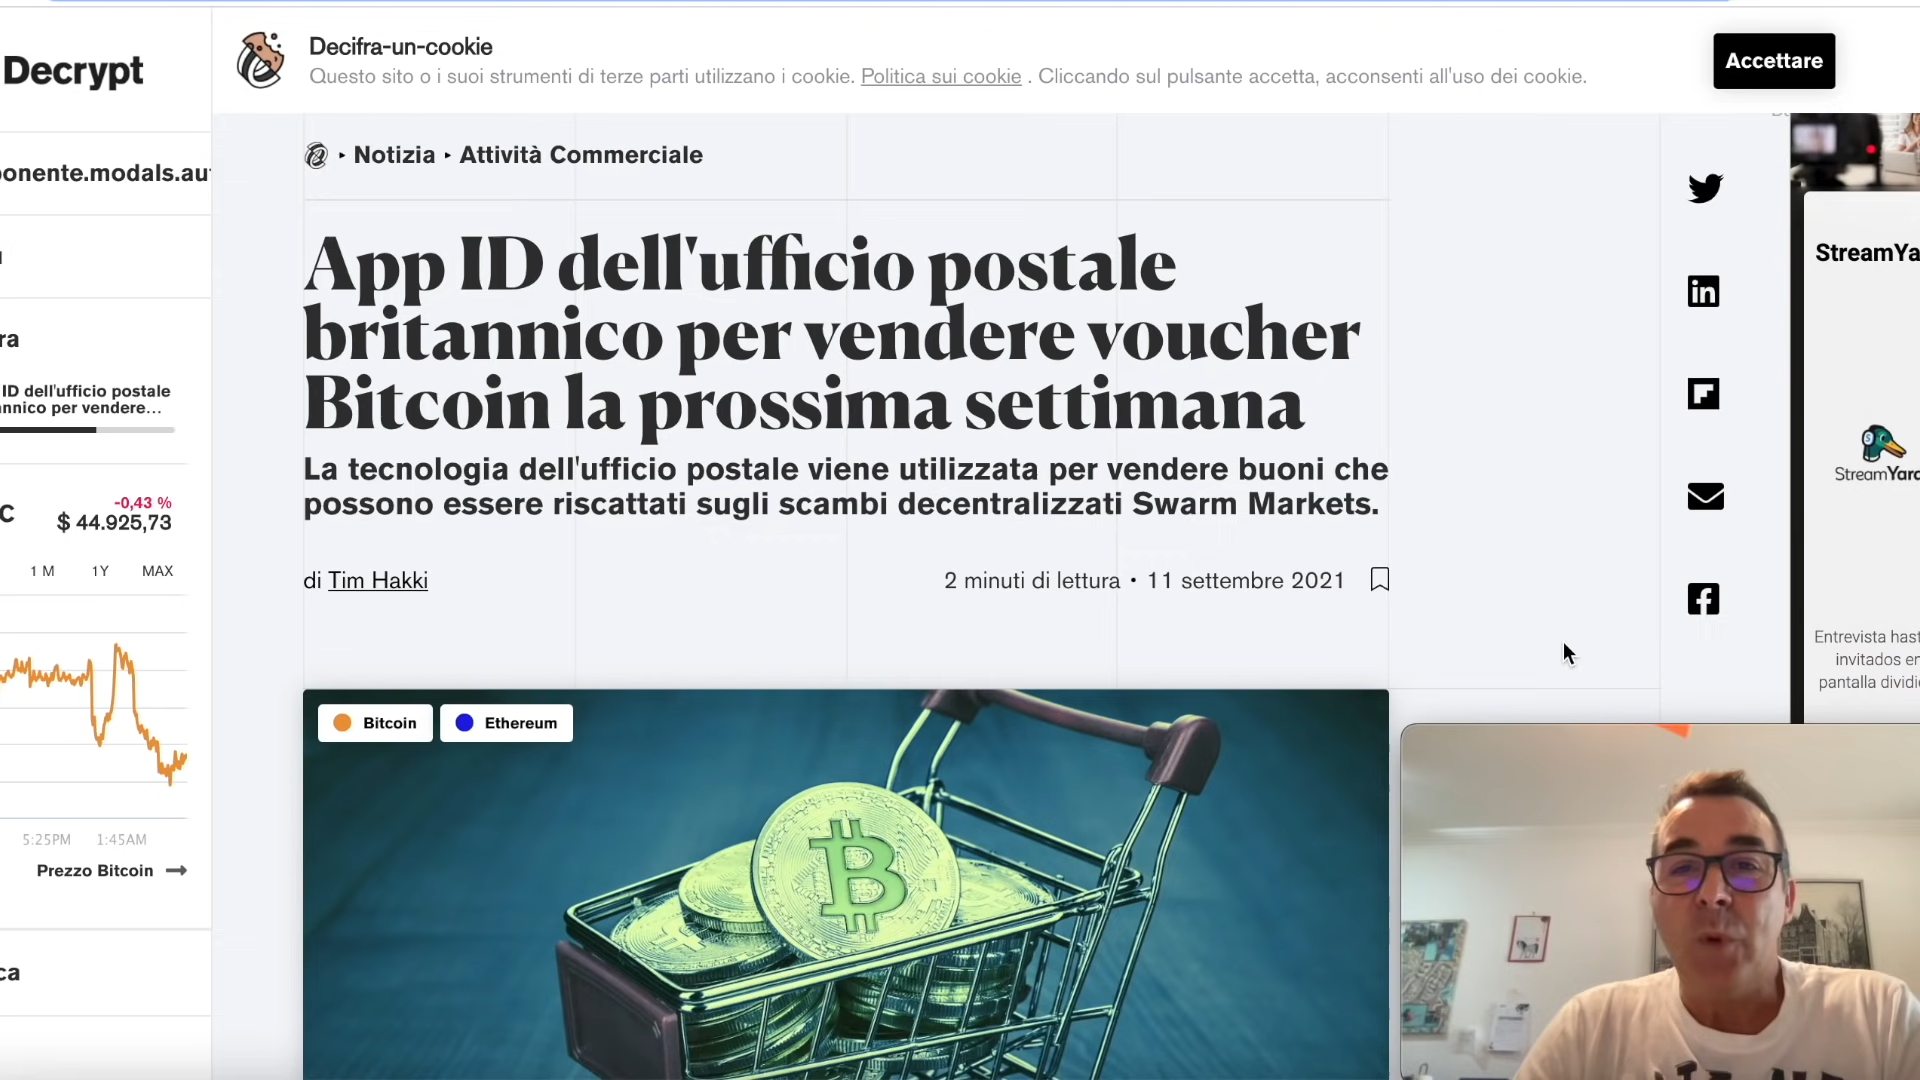 Decrypt
Decifra-un-cookie
Questo sito o i suoi strumenti di terze parti utilizzano i cookie. Politica sui cookie . Cliccando sul pulsante accetta, acconsenti all'uso dei cookie.
Accettare
ponente.modals.au
Notizia ‣ Attività Commerciale
App ID dell'ufficio postale
britannico per vendere voucher
Bitcoin la prossima settimana
La tecnologia dell'ufficio postale viene utilizzata per vendere buoni che
possono essere riscattati sugli scambi decentralizzati Swarm Markets.
di Tim Hakki
2 minuti di lettura • 11 settembre 2021
ra
ID dell'ufficio postale
annico per vendere...
C
-0,43 %
$ 44.925,73
1 M 1Y MAX
5:25PM 1:45AM
Prezzo Bitcoin
ca
Bitcoin
Ethereum
StreamYa
StreamYard
Entrevista hast
invitados en
pantalla dividi